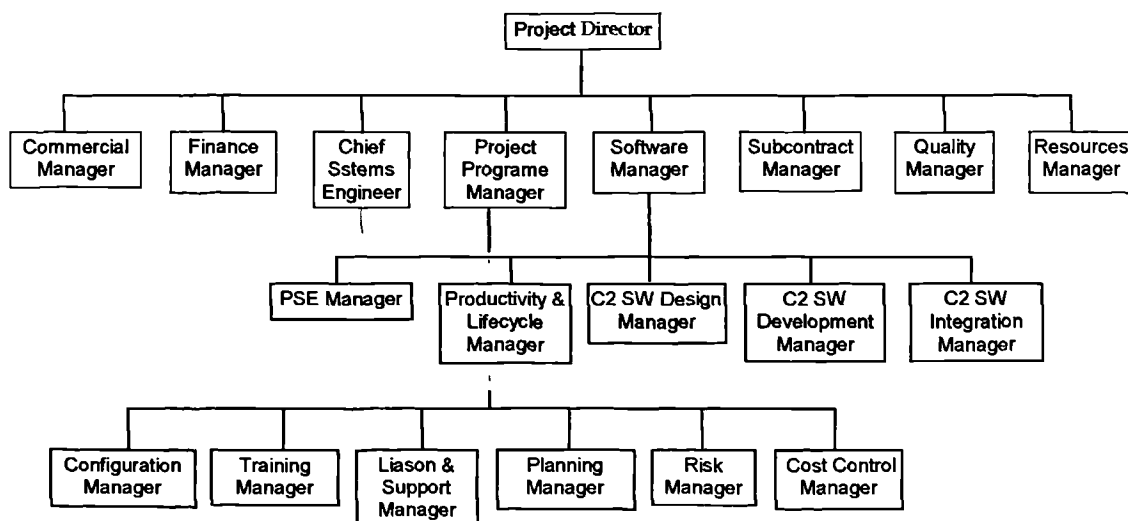 Project Director
Commercial
Manager
Finance
Manager
Chief
Sstems
Engineer
Project
Programe
Manager
Software
Manager
Subcontract
Manager
Quality
Manager
Resources
Manager
PSE Manager
Productivity &
Lifecycle
Manager
C2 SW Design
Manager
C2 SW
Development
Manager
C2 SW
Integration
Manager
Configuration
Manager
Training
Manager
Liason &
Support
Manager
Planning
Manager
Risk
Manager
Cost Control
Manager